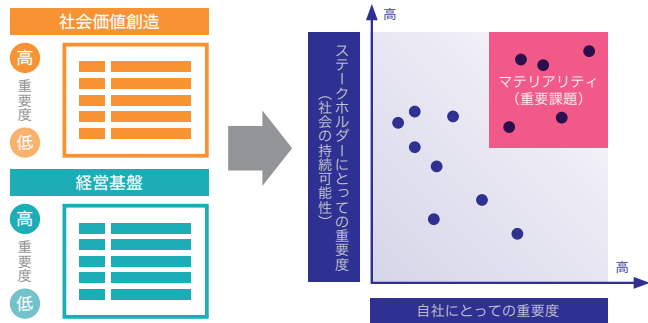 社会価値創造
高
重要度
低
経営基盤
高
重要度
低
高
ステークホルダーにとっての重要度
（社会の持続可能性）
マテリアリティ
（重要課題）
高
自社にとっての重要度